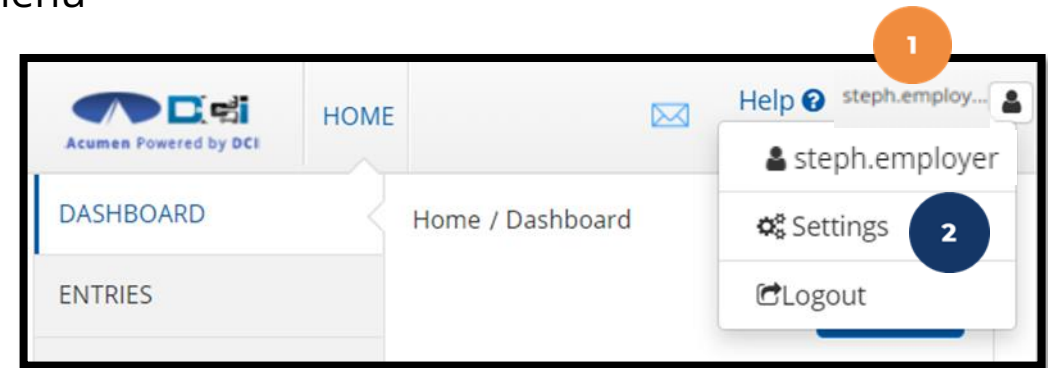 1
DCi
Acumen Powered by DCI
HOME
Help ? steph.employ...
steph.employer
DASHBOARD
Home / Dashboard
Settings 2
ENTRIES
Logout